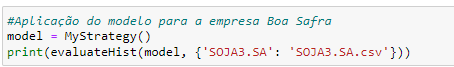 #Aplicação do modelo para a empresa Boa Safra
model = MyStrategy()
print(evaluateHist(model, {'SOJA3.SA': 'SOJA3.SA.csv'}))